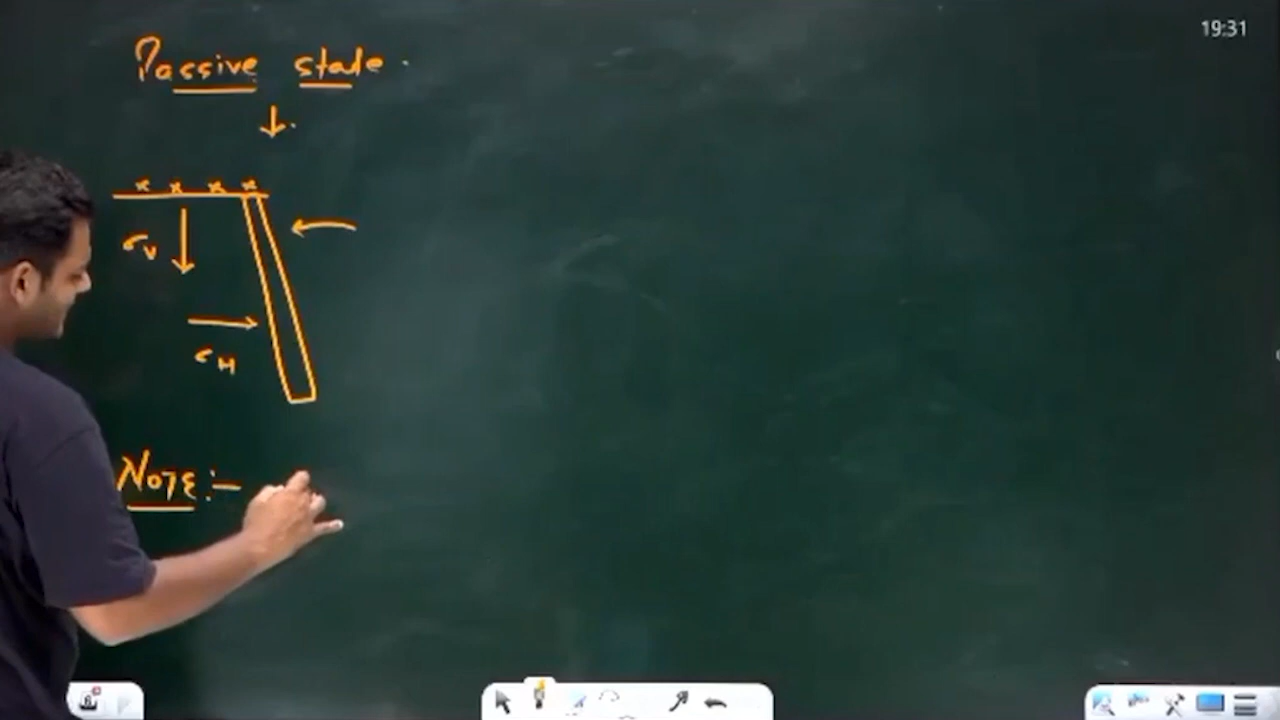 19:31
Passive state.
σv
σH
NOTE:-